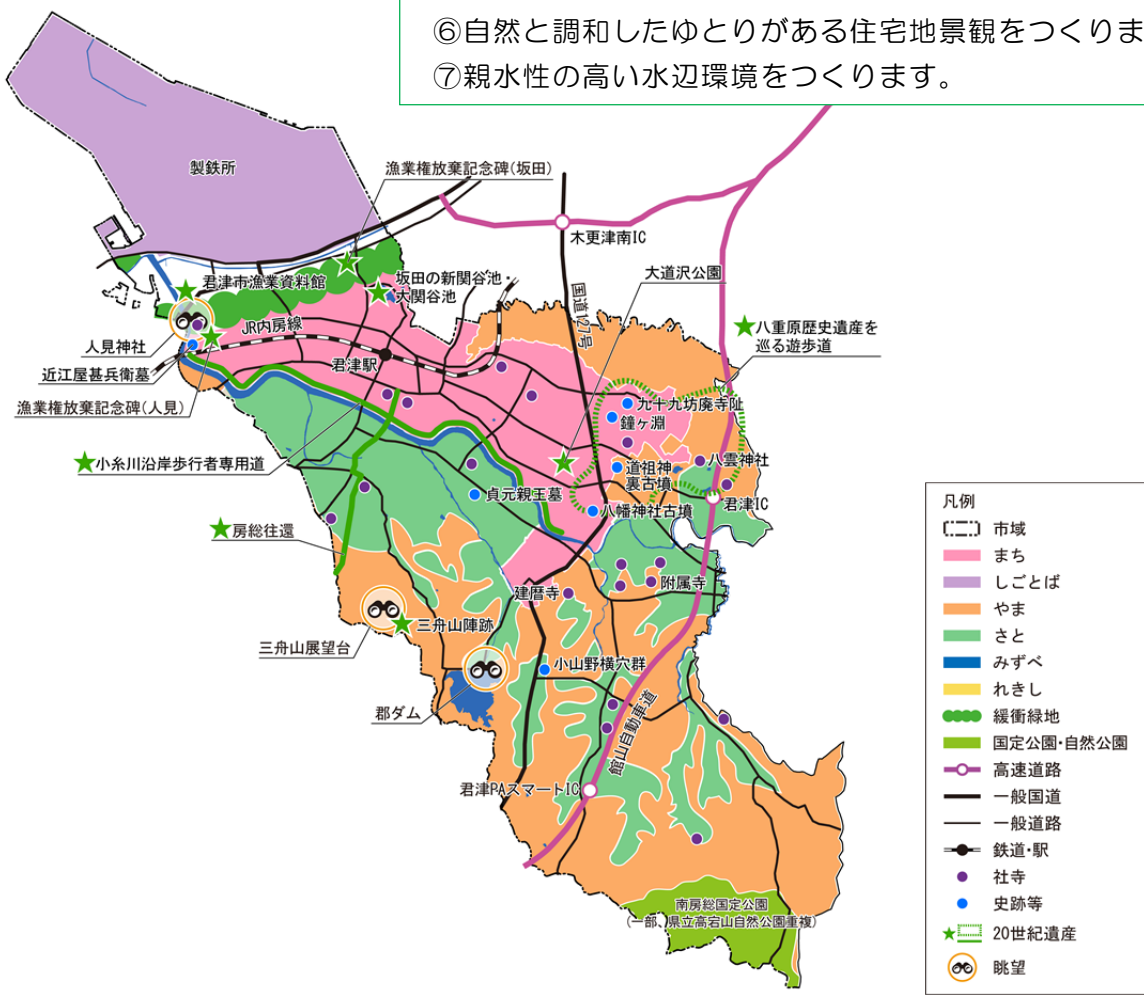 ⑥自然と調和したゆとりがある住宅地景観をつくりま
⑦親水性の高い水辺環境をつくります。
製鉄所
漁業権放棄記念碑(坂田)
木更津南IC
大道沢公園
坂田の新関谷池・
大関谷池
君津市漁業資料館
国道127号
八重原歴史遺産を
巡る遊歩道
JR内房線
人見神社
君津駅
近江屋甚兵衛墓
漁業権放棄記念碑(人見)
九十九坊廃寺址
鐘ヶ淵
小糸川沿岸歩行者専用道
道祖神
裏古墳
八雲神社
貞元親王墓
君津IC
八幡神社古墳
房総往還
建暦寺
附属寺
三舟山陣跡
三舟山展望台
小山野横穴群
郡ダム
館山自動車道
君津PAスマートIC
南房総国定公園
(一部、県立高宕山自然公園重複)
凡例
市域
まち
しごとば
やま
さと
みずべ
れきし
緩衝緑地
国定公園・自然公園
高速道路
一般国道
一般道路
鉄道・駅
社寺
史跡等
20世紀遺産
眺望